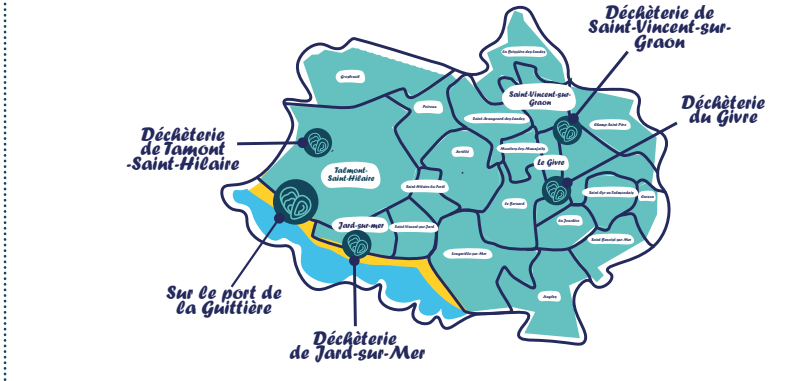 Déchèterie de
Saint-Vincent-sur-
Graon
Déchèterie
du Givre
Déchèterie
de Tamont
-Saint-Hilaire
Sur le port de
la Guittière
Déchèterie
de Jard-sur-Mer
La Boissière des Landes
Grosbreuil
Saint-Vincent-sur-
Graon
Poiroux
Saint-Avaugourd-des-Landes
Champ-Saint-Père
Moutiers-les-Mauxfaits
Avrillé
Le Givre
Talmont-
Saint-Hilaire
Saint-Hilaire-la-Forêt
Saint-Cyr-en-Talmondais
Curzon
Le Bernard
La Jonchère
Jard-sur-mer
Saint-Vincent-sur-Jard
Saint-Benoist-sur-Mer
Longeville-sur-Mer
Angles